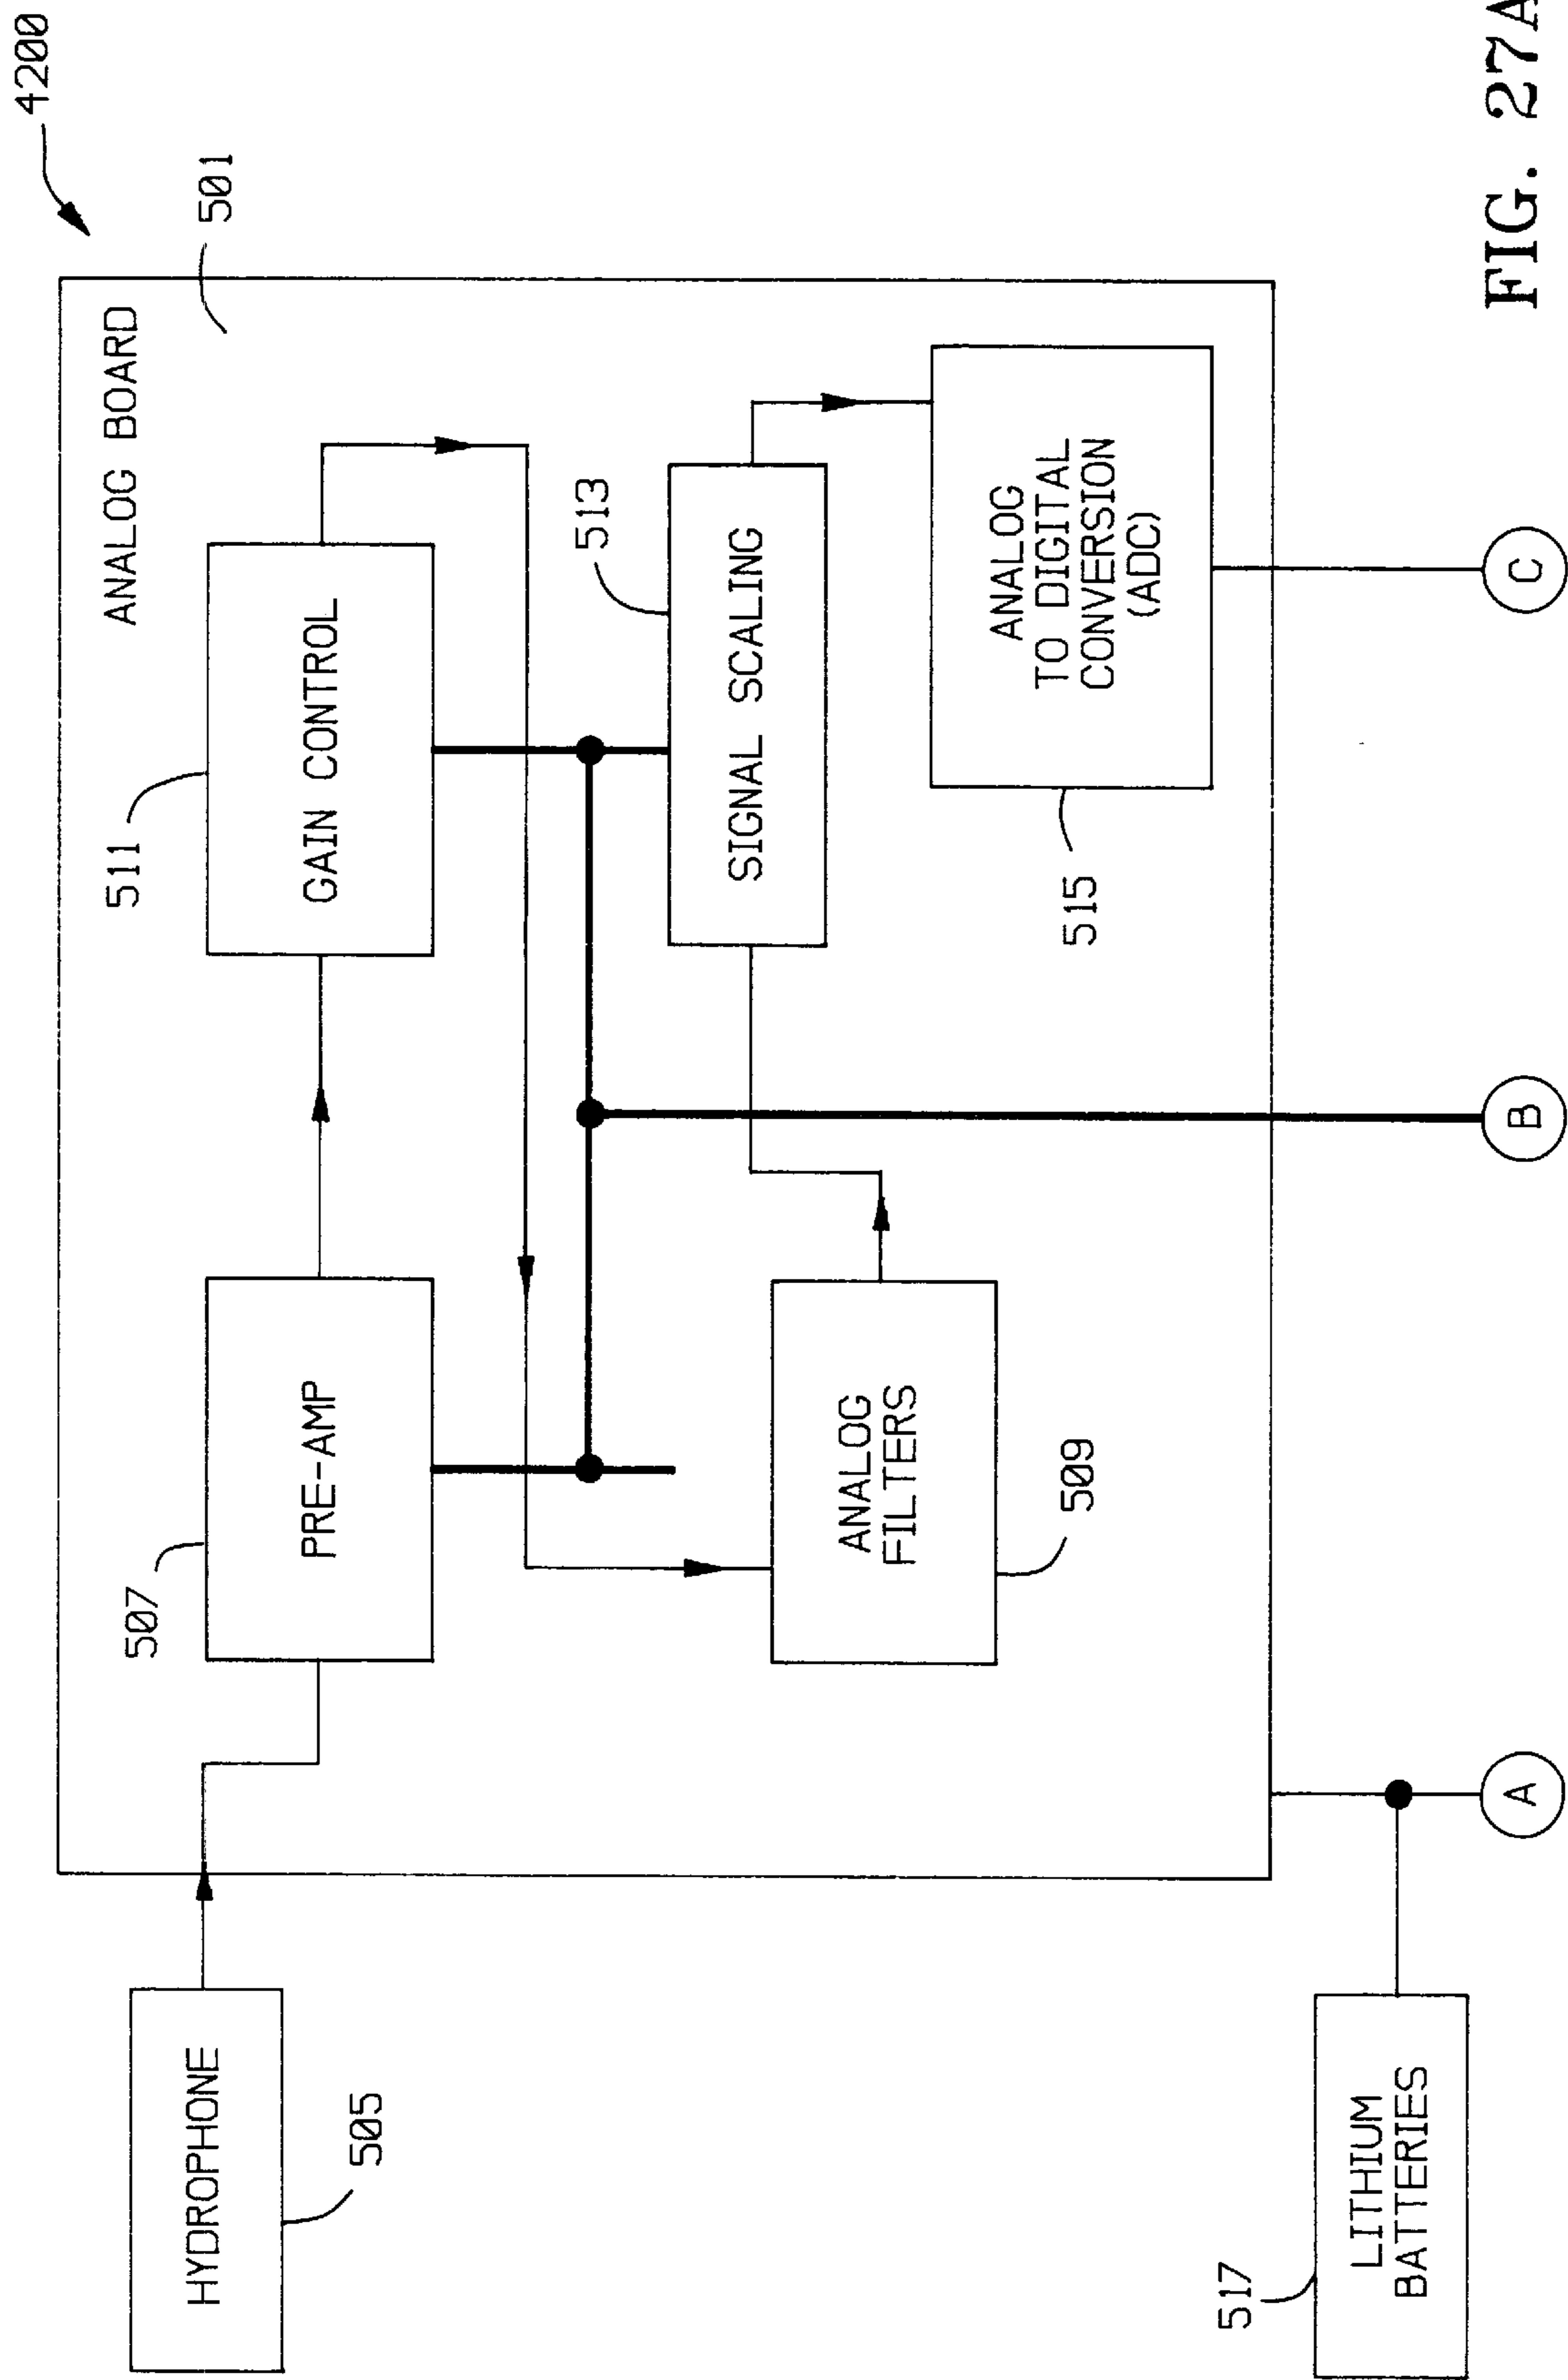 4200
ANALOG BOARD
501
HYDROPHONE
505
507
PRE-AMP
511
GAIN CONTROL
513
SIGNAL SCALING
ANALOG
FILTERS
509
ANALOG
TO DIGITAL
CONVERSION
(ADC)
515
517
LITHIUM
BATTERIES
A
B
C
FIG. 27A